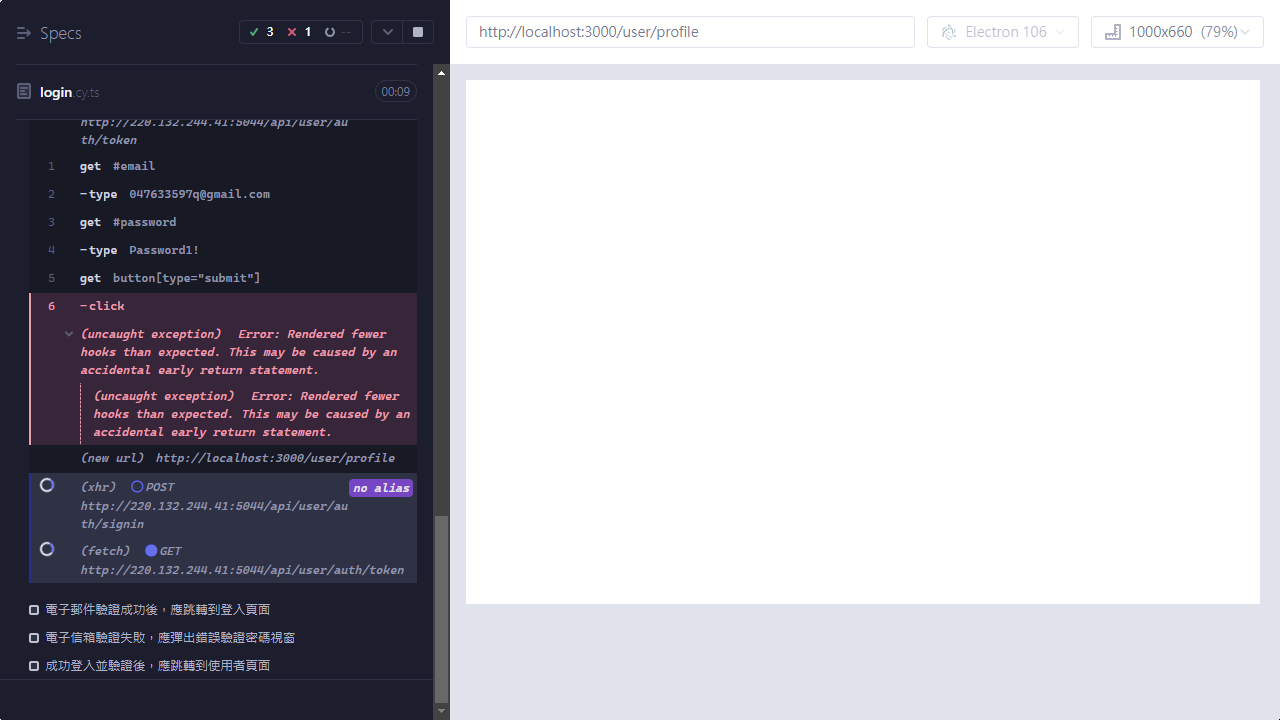 Specs
3 1 --
http://localhost:3000/user/profile
Electron 106
1000x660 (79%)
login.cy.ts
00:09
http://220.132.244.41:5044/api/user/au
th/token
1 get #email
2 -type 047633597q@gmail.com
3 get #password
4 -type Password1!
5 get button[type="submit"]
6 -click
(uncaught exception) Error: Rendered fewer
hooks than expected. This may be caused by an
accidental early return statement.
(uncaught exception) Error: Rendered fewer
hooks than expected. This may be caused by an
accidental early return statement.
(new url) http://localhost:3000/user/profile
(xhr) POST no alias
http://220.132.244.41:5044/api/user/au
th/signin
(fetch) GET
http://220.132.244.41:5044/api/user/auth/token
電子郵件驗證成功後，應跳轉到登入頁面
電子信箱驗證失敗，應彈出錯誤驗證密碼視窗
成功登入並驗證後，應跳轉到使用者頁面